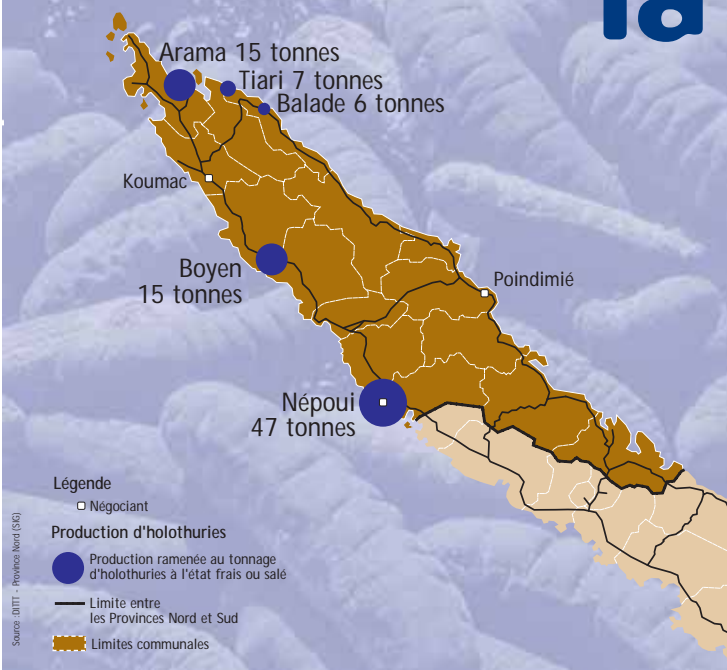 la
Arama 15 tonnes
Tiari 7 tonnes
Balade 6 tonnes
Koumac
Boyen
15 tonnes
Poindimié
Népoui
47 tonnes
Légende
Négociant
Production d'holothuries
Production ramenée au tonnage
d'holothuries à l'état frais ou salé
Limite entre
les Provinces Nord et Sud
Limites communales
Source : DITT - Province Nord (SIG)